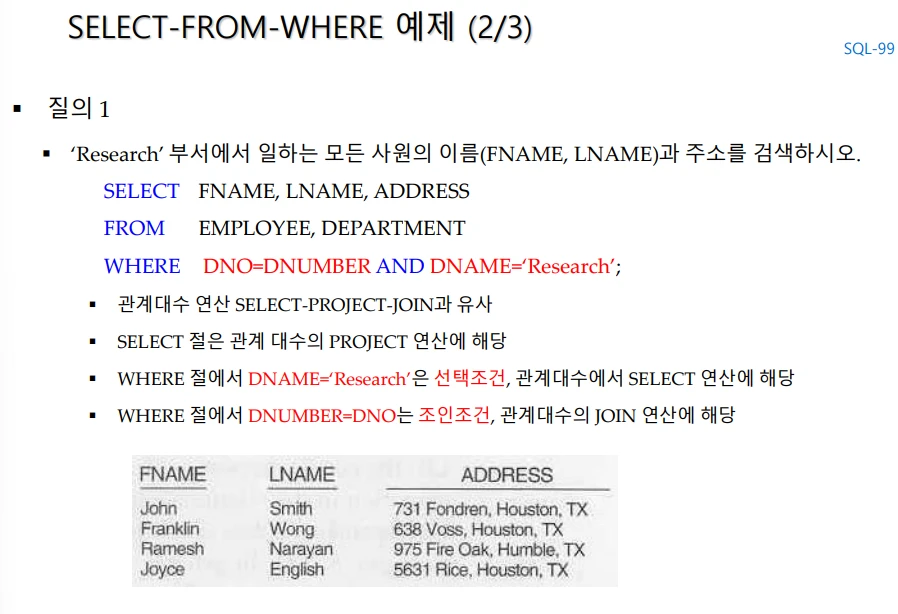 SELECT-FROM-WHERE 예제 (2/3)
SQL-99
▪ 질의 1
▪ ‘Research’ 부서에서 일하는 모든 사원의 이름(FNAME, LNAME)과 주소를 검색하시오.
SELECT FNAME, LNAME, ADDRESS
FROM EMPLOYEE, DEPARTMENT
WHERE DNO=DNUMBER AND DNAME=‘Research’;
▪ 관계대수 연산 SELECT-PROJECT-JOIN과 유사
▪ SELECT 절은 관계 대수의 PROJECT 연산에 해당
▪ WHERE 절에서 DNAME=‘Research’은 선택조건, 관계대수에서 SELECT 연산에 해당
▪ WHERE 절에서 DNUMBER=DNO는 조인조건, 관계대수의 JOIN 연산에 해당
FNAME LNAME ADDRESS
John Smith 731 Fondren, Houston, TX
Franklin Wong 638 Voss, Houston, TX
Ramesh Narayan 975 Fire Oak, Humble, TX
Joyce English 5631 Rice, Houston, TX